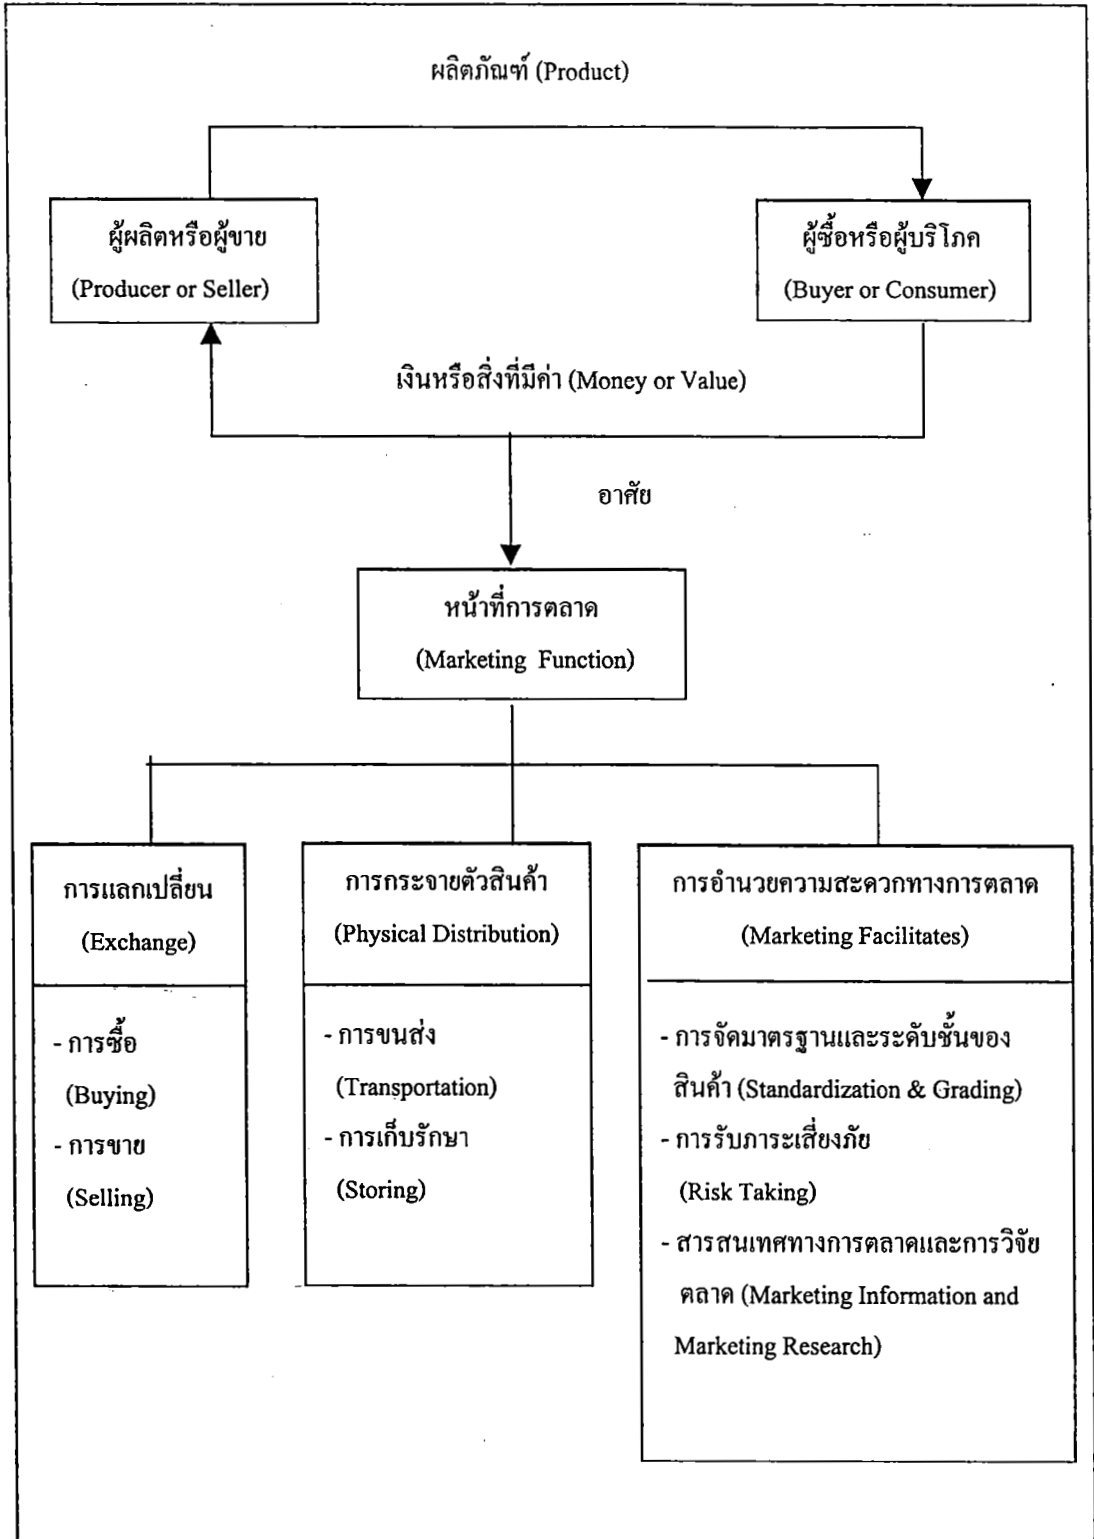 ผลิตภัณฑ์ (Product)
ผู้ผลิตหรือผู้ขาย
(Producer or Seller)
ผู้ซื้อหรือผู้บริโภค
(Buyer or Consumer)
เงินหรือสิ่งที่มีค่า (Money or Value)
อาศัย
หน้าที่การตลาด
(Marketing Function)
การแลกเปลี่ยน
(Exchange)
- การซื้อ
(Buying)
- การขาย
(Selling)
การกระจายตัวสินค้า
(Physical Distribution)
- การขนส่ง
(Transportation)
- การเก็บรักษา
(Storing)
การอำนวยความสะดวกทางการตลาด
(Marketing Facilitates)
- การจัดมาตรฐานและระดับชั้นของ
สินค้า (Standardization & Grading)
- การรับภาระเสี่ยงภัย
(Risk Taking)
- สารสนเทศทางการตลาดและการวิจัย
ตลาด (Marketing Information and
Marketing Research)